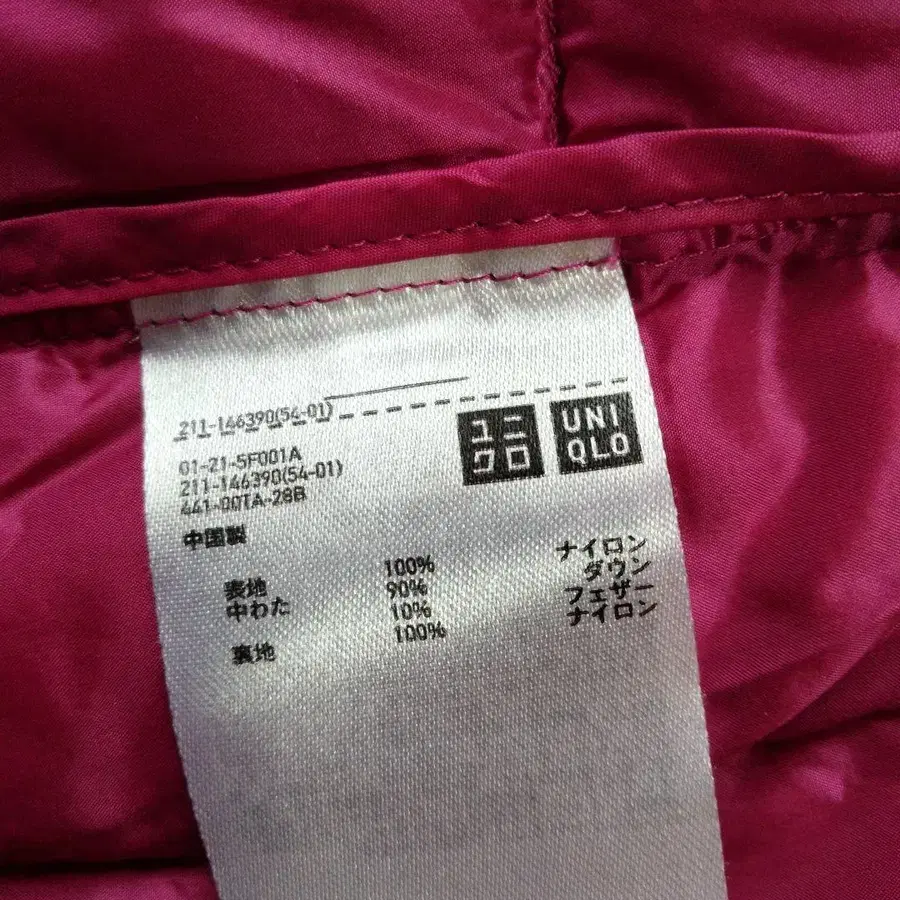 211-146390(54-01)
ユニクロ
UNIQLO
01-21-5F001A
211-146390(54-01)
441-00TA-28B
中国製
表地 100% ナイロン
中わた 90% ダウン
10% フェザー
裏地 100% ナイロン